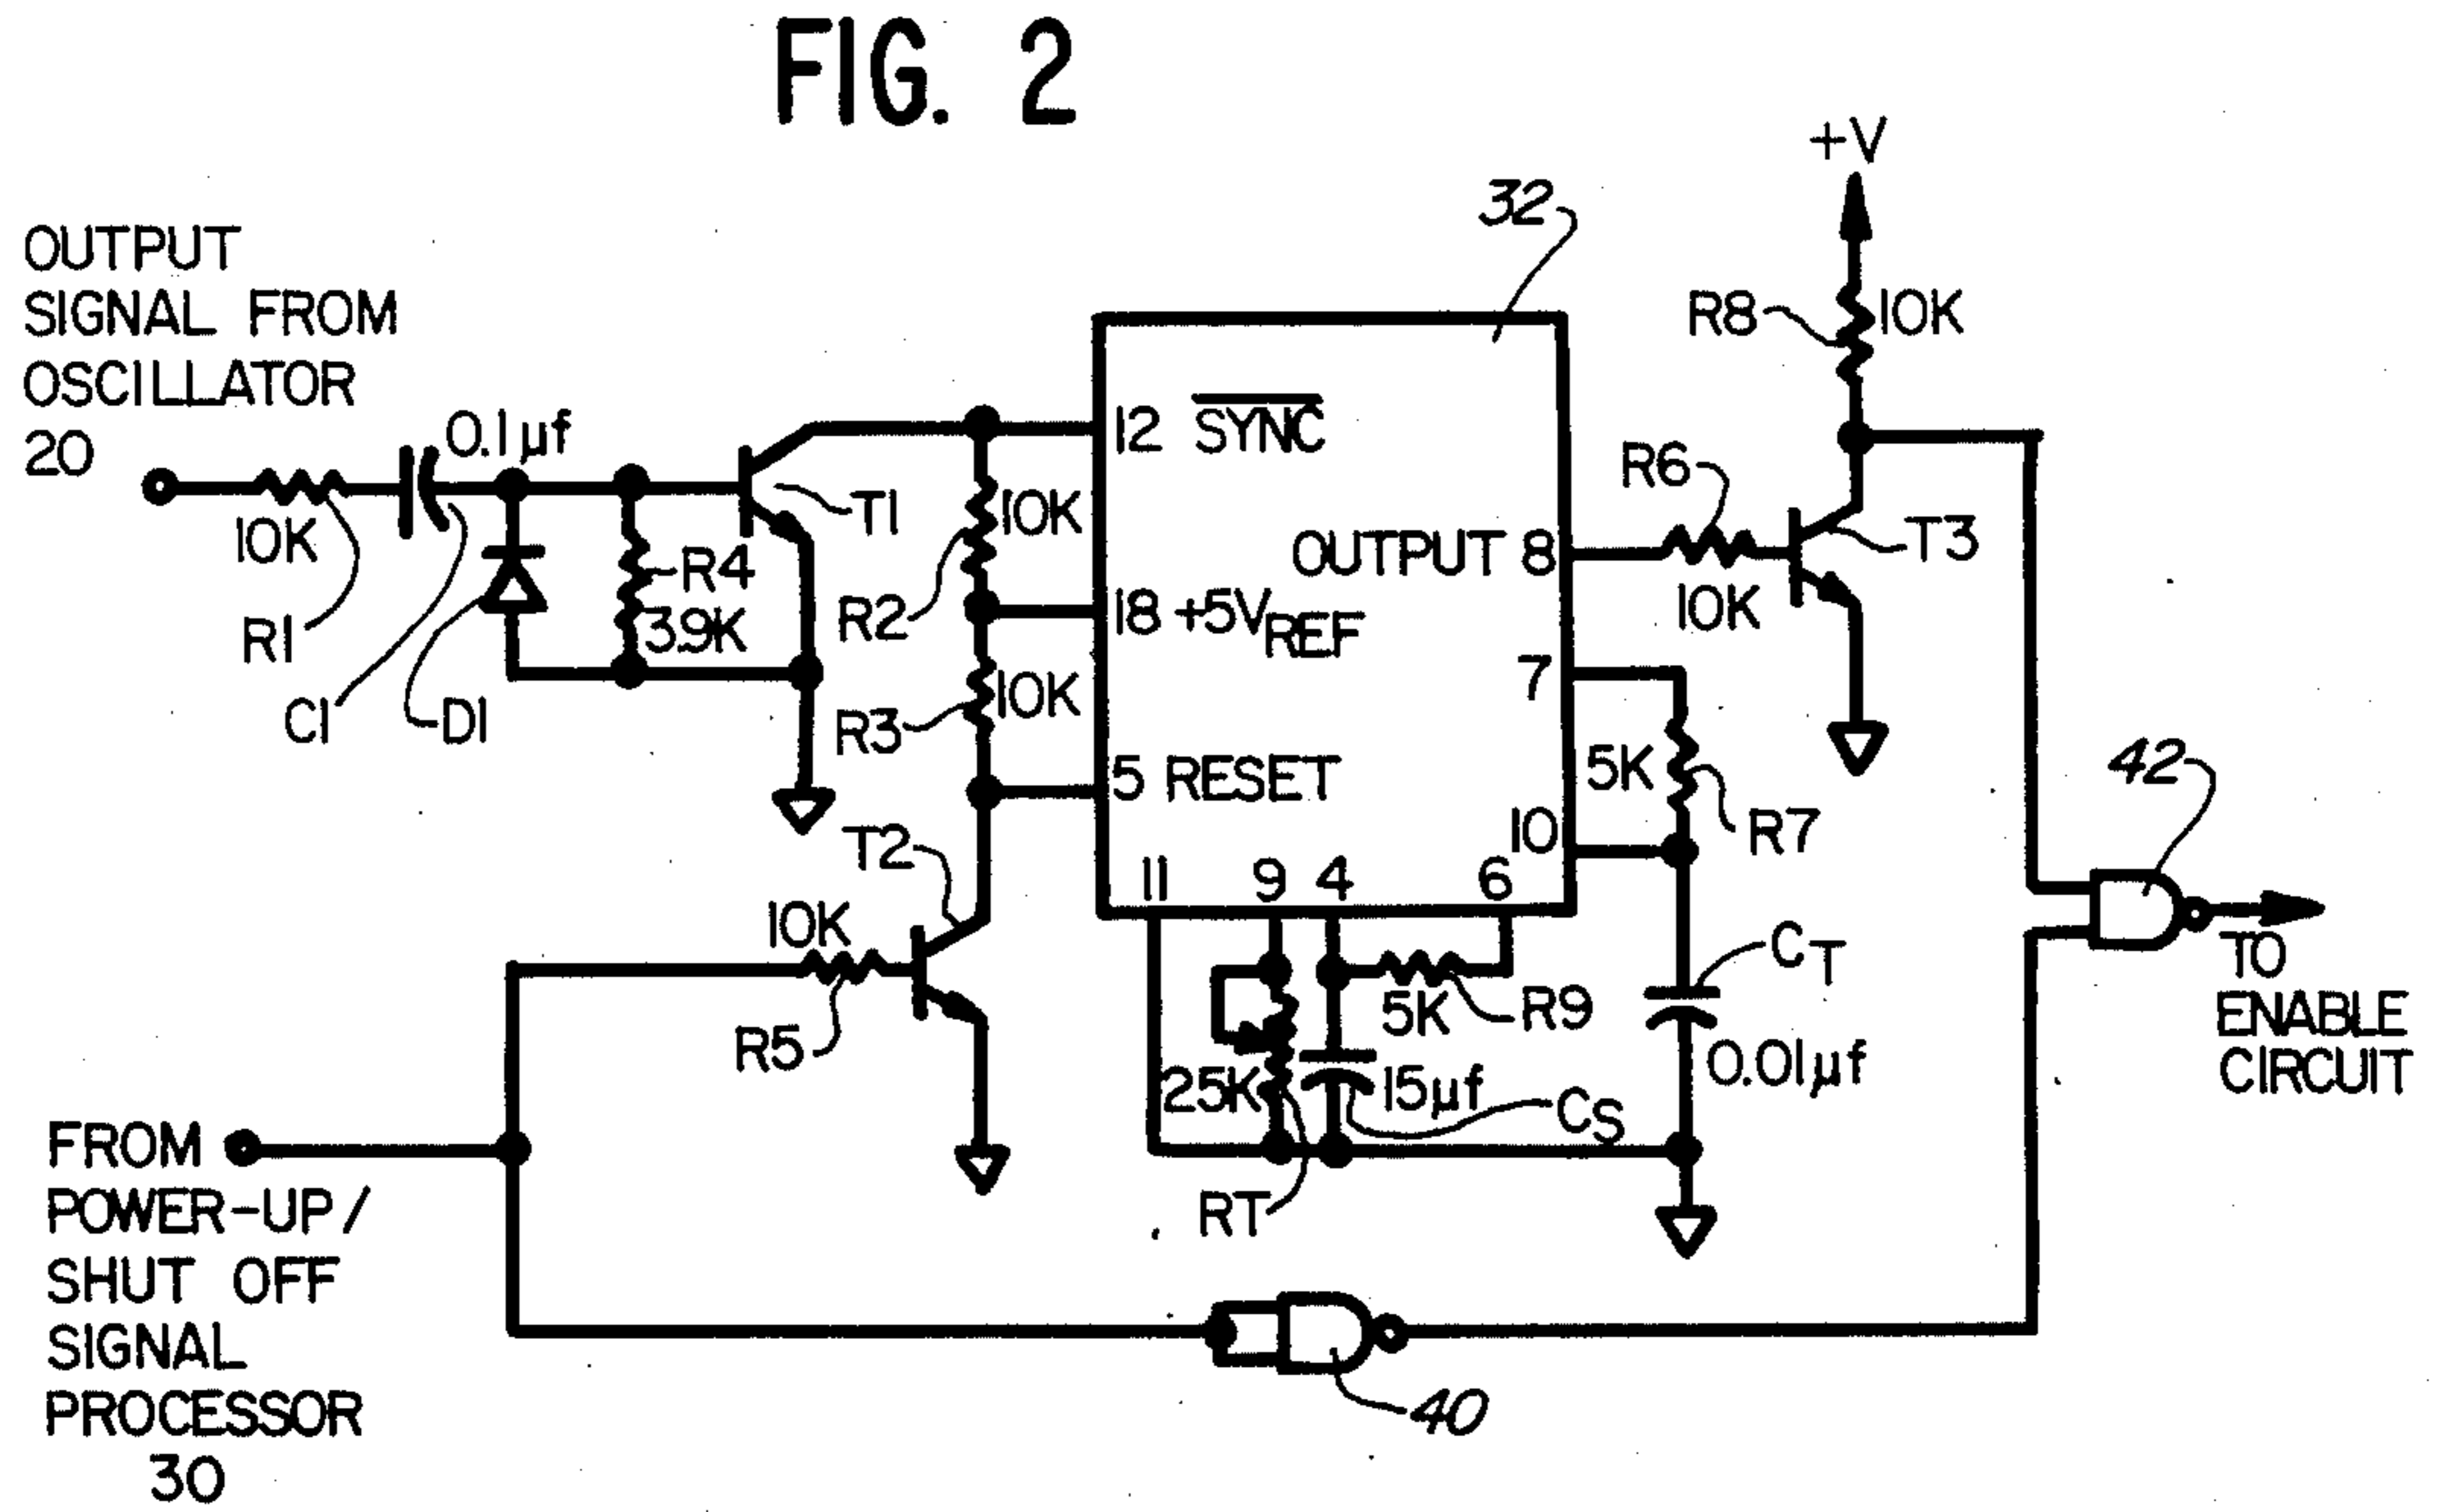 FIG. 2
+V
32
OUTPUT
SIGNAL FROM
OSCILLATOR
20
R8
10K
0.1µf
12 SYNC
R6
10K
T1
10K
T3
OUTPUT 8
R4
39K
R1
C1
D1
R2
18 +5VREF
10K
R3
10K
7
5K
42
5 RESET
T2
10
R7
11
9
4
6
10K
CT
TO
ENABLE
CIRCUIT
R5
5K
R9
25K
15µf
0.01µf
CS
FROM
POWER-UP/
SHUT OFF
SIGNAL
PROCESSOR
30
RT
40